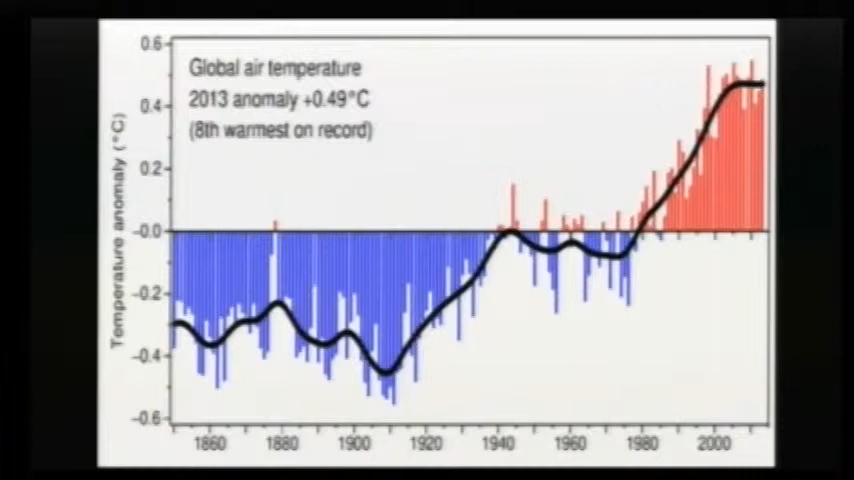 Global air temperature
2013 anomaly +0.49°C
(8th warmest on record)
Temperature anomaly (°C)
0.6
0.4
0.2
-0.0
-0.2
-0.4
-0.6
1860 1880 1900 1920 1940 1960 1980 2000